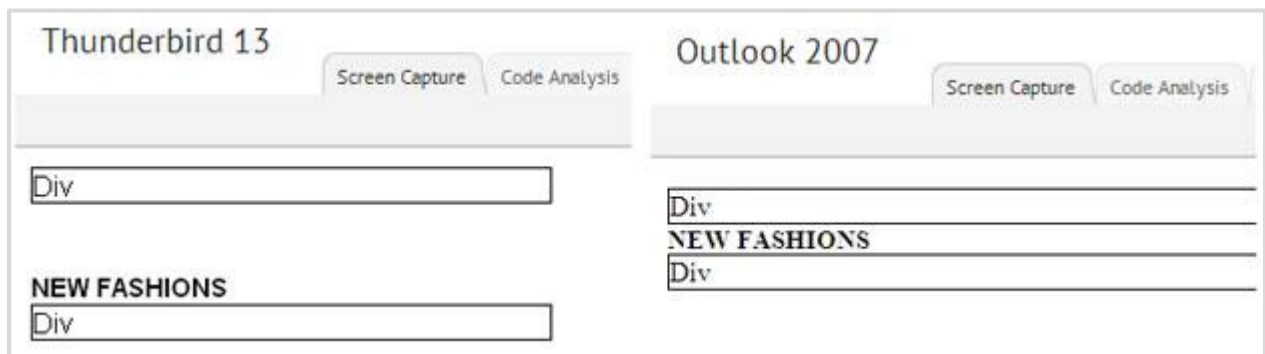 Thunderbird 13
Screen Capture
Code Analysis
Div
NEW FASHIONS
Div
Outlook 2007
Screen Capture
Code Analysis
Div
NEW FASHIONS
Div